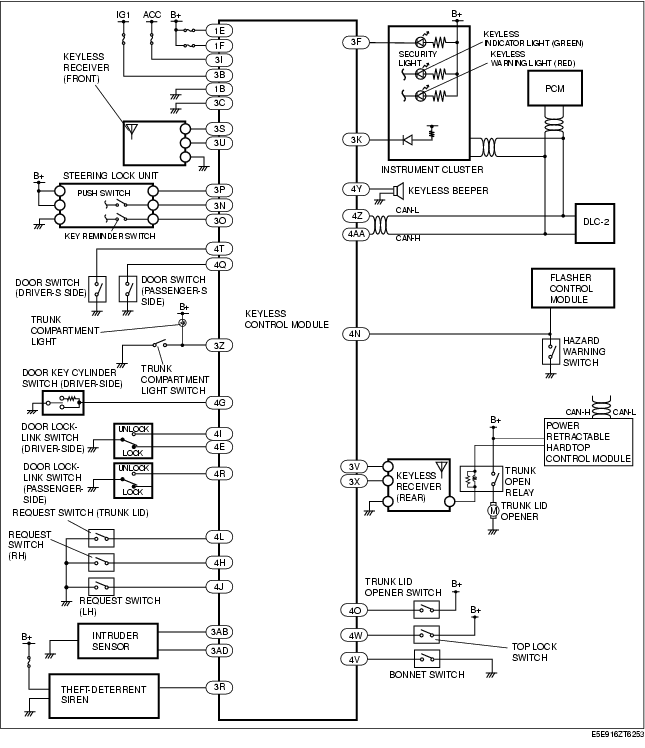 IG1 ACC B+
KEYLESS
RECEIVER
(FRONT)
1E
1F
3I
3B
1B
3C
3S
3U
STEERING LOCK UNIT
B+
PUSH SWITCH
KEY REMINDER SWITCH
3P
3N
3O
4T
4Q
DOOR SWITCH
(DRIVER-S SIDE)
DOOR SWITCH
(PASSENGER-S
SIDE)
B+
TRUNK
COMPARTMENT
LIGHT
3Z
TRUNK
COMPARTMENT
LIGHT SWITCH
DOOR KEY CYLINDER
SWITCH (DRIVER-SIDE)
4G
DOOR LOCK-
LINK SWITCH
(DRIVER-SIDE)
UNLOCK
LOCK
4I
4E
DOOR LOCK-
LINK SWITCH
(PASSENGER-
SIDE)
UNLOCK
LOCK
4R
REQUEST SWITCH (TRUNK LID)
REQUEST
SWITCH
(RH)
4L
4H
4J
REQUEST SWITCH
(LH)
B+
INTRUDER
SENSOR
3AB
3AD
THEFT-DETERRENT
SIREN
3R
KEYLESS
CONTROL MODULE
B+
3F
SECURITY
LIGHT
KEYLESS
INDICATOR LIGHT (GREEN)
KEYLESS
WARNING LIGHT (RED)
PCM
3K
INSTRUMENT CLUSTER
4Y
KEYLESS BEEPER
4Z
CAN-L
4AA
CAN-H
DLC-2
FLASHER
CONTROL
MODULE
4N
HAZARD
WARNING
SWITCH
CAN-H CAN-L
B+
POWER
RETRACTABLE
HARDTOP
CONTROL MODULE
3V
3X
KEYLESS
RECEIVER
(REAR)
TRUNK
OPEN
RELAY
M
TRUNK LID
OPENER
TRUNK LID
OPENER SWITCH
B+
4O
B+
4W
TOP LOCK
SWITCH
4V
BONNET SWITCH
E5E916ZT6253